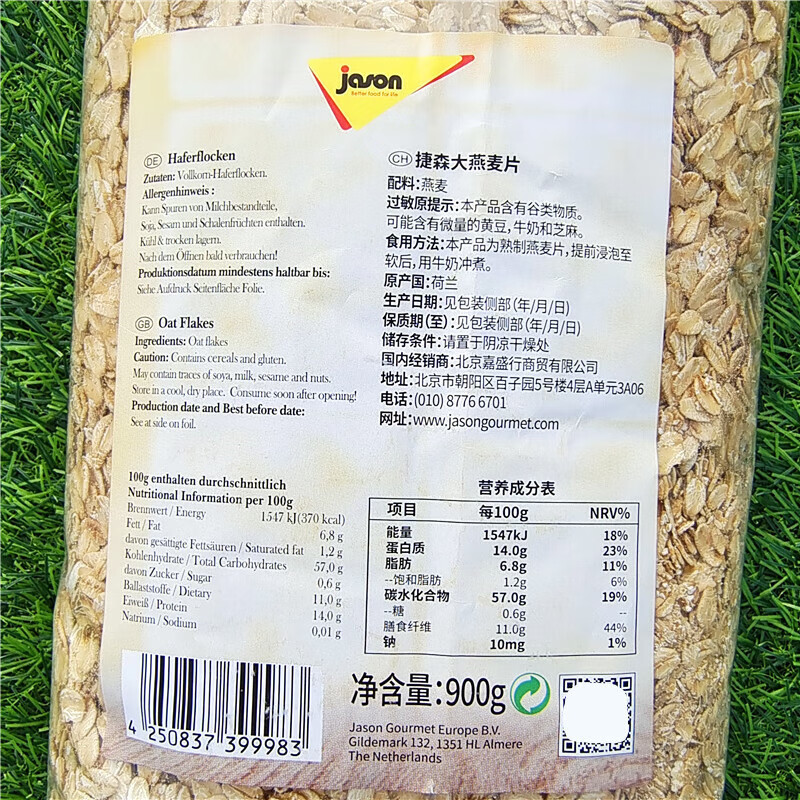 jason
Better food for life
DE Haferflocken
Zutaten: Vollkorn-Haferflocken.
Allergenhinweise :
Kann Spuren von Milchbestandteile,
Soja, Sesam und Schalenfrüchten enthalten.
Kühl & trocken lagern.
Nach dem Öffnen bald verbrauchen!
Produktionsdatum mindestens haltbar bis:
Siehe Aufdruck Seitenfläche Folie.
GB Oat Flakes
Ingredients: Oat flakes
Caution: Contains cereals and gluten.
May contain traces of soya, milk, sesame and nuts.
Store in a cool, dry place. Consume soon after opening!
Production date and Best before date:
See at side on foil.
CH 捷森大燕麦片
配料:燕麦
过敏原提示:本产品含有谷类物质。
可能含有微量的黄豆,牛奶和芝麻。
食用方法:本产品为熟制燕麦片,提前浸泡至
软后,用牛奶冲煮。
原产国:荷兰
生产日期:见包装侧部(年/月/日)
保质期(至):见包装侧部(年/月/日)
储存条件:请置于阴凉干燥处
国内经销商:北京嘉盛行商贸有限公司
地址:北京市朝阳区百子园5号楼4层A单元3A06
电话:(010) 8776 6701
网址:www.jasongourmet.com
100g enthalten durchschnittlich
Nutritional Information per 100g
Brennwert / Energy 1547 kJ(370 kcal)
Fett / Fat 6,8 g
davon gesättigte Fettsäuren / Saturated fat 1,2 g
Kohlenhydrate / Total Carbohydrates 57,0 g
davon Zucker / Sugar 0,6 g
Ballaststoffe / Dietary 11,0 g
Eiweiß / Protein 14,0 g
Natrium / Sodium 0,01 g
营养成分表
项目 每100g NRV%
能量 1547kJ 18%
蛋白质 14.0g 23%
脂肪 6.8g 11%
--饱和脂肪 1.2g 6%
碳水化合物 57.0g 19%
--糖 0.6g --
膳食纤维 11.0g 44%
钠 10mg 1%
净含量:900g
4 250837 399983
Jason Gourmet Europe B.V.
Gildemark 132, 1351 HL Almere
The Netherlands